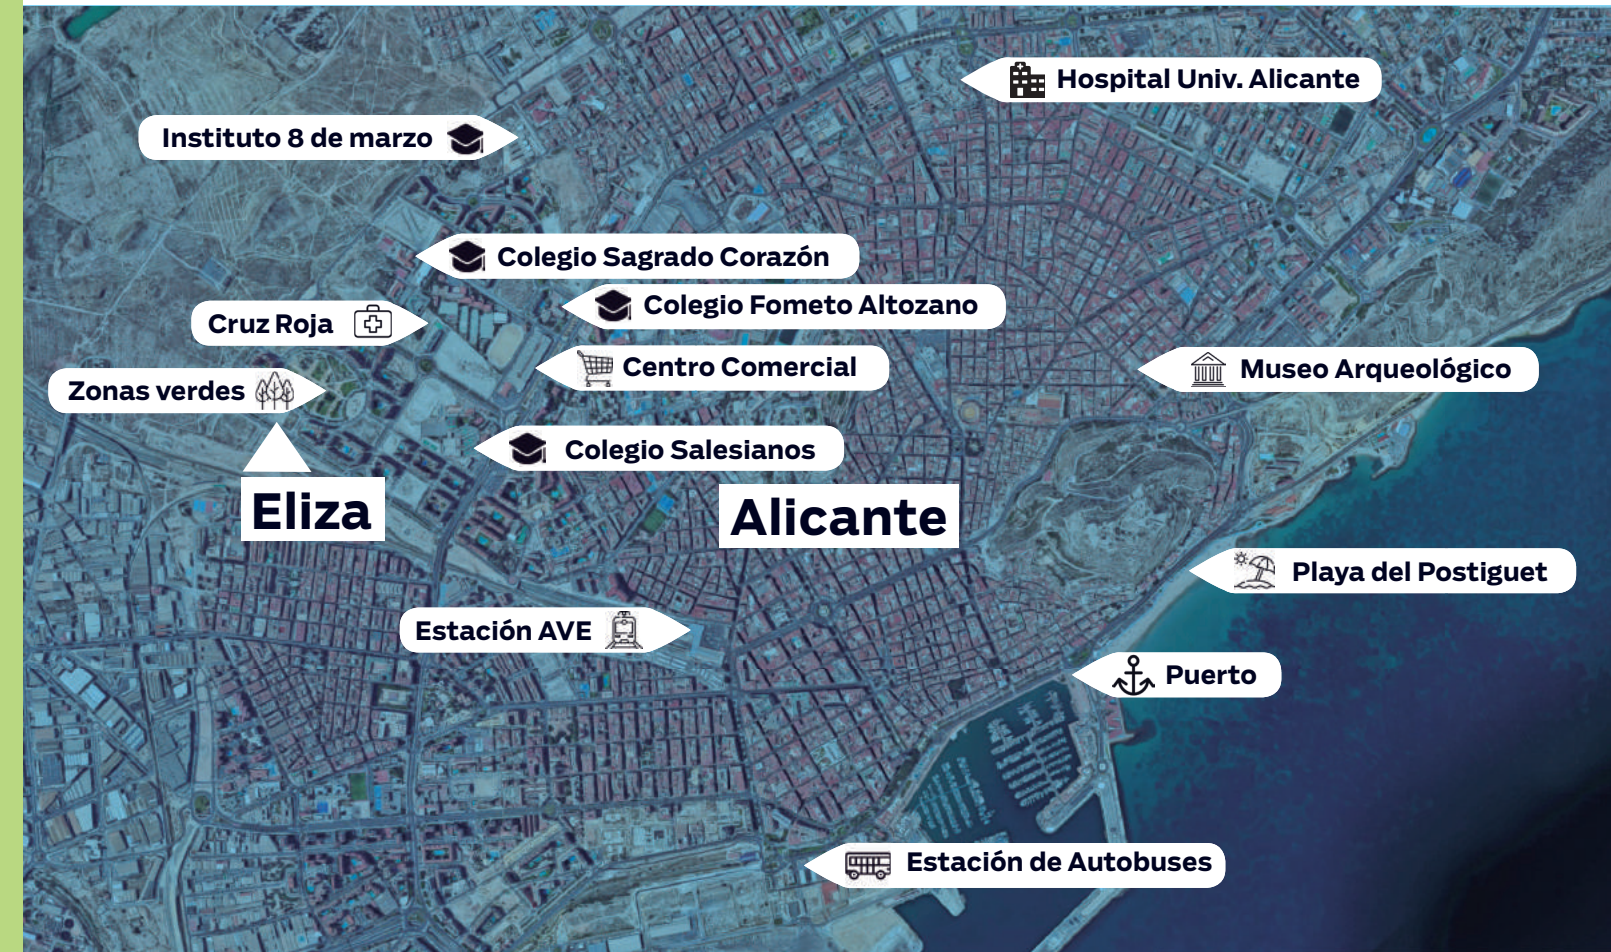 Hospital Univ. Alicante
Instituto 8 de marzo
Colegio Sagrado Corazón
Colegio Fometo Altozano
Cruz Roja
Centro Comercial
Museo Arqueológico
Zonas verdes
Colegio Salesianos
Eliza
Alicante
Playa del Postiguet
Estación AVE
Puerto
Estación de Autobuses